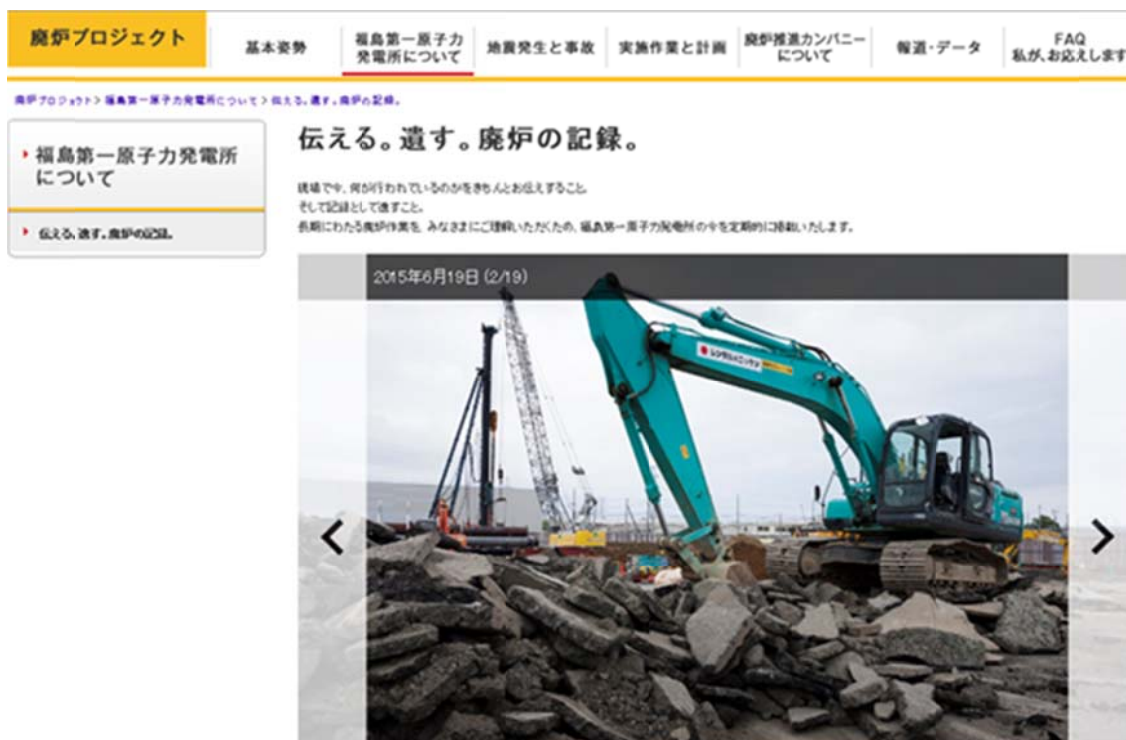 廃炉プロジェクト
基本姿勢
福島第一原子力
発電所について
地震発生と事故
実施作業と計画
廃炉推進カンパニー
について
報道・データ
FAQ
私が、お応えします
廃炉プロジェクト > 福島第一原子力発電所について > 伝える。遺す。廃炉の記録。
福島第一原子力発電所
について
伝える。遺す。廃炉の記録。
伝える。遺す。廃炉の記録。
現場で今、何が行われているのかをきちんとお伝えすること。
そして記録として遺すこと。
長期にわたる廃炉作業を、みなさまにご理解いただくため、福島第一原子力発電所の今を定期的に掲載いたします。
2015年6月19日 (2/19)